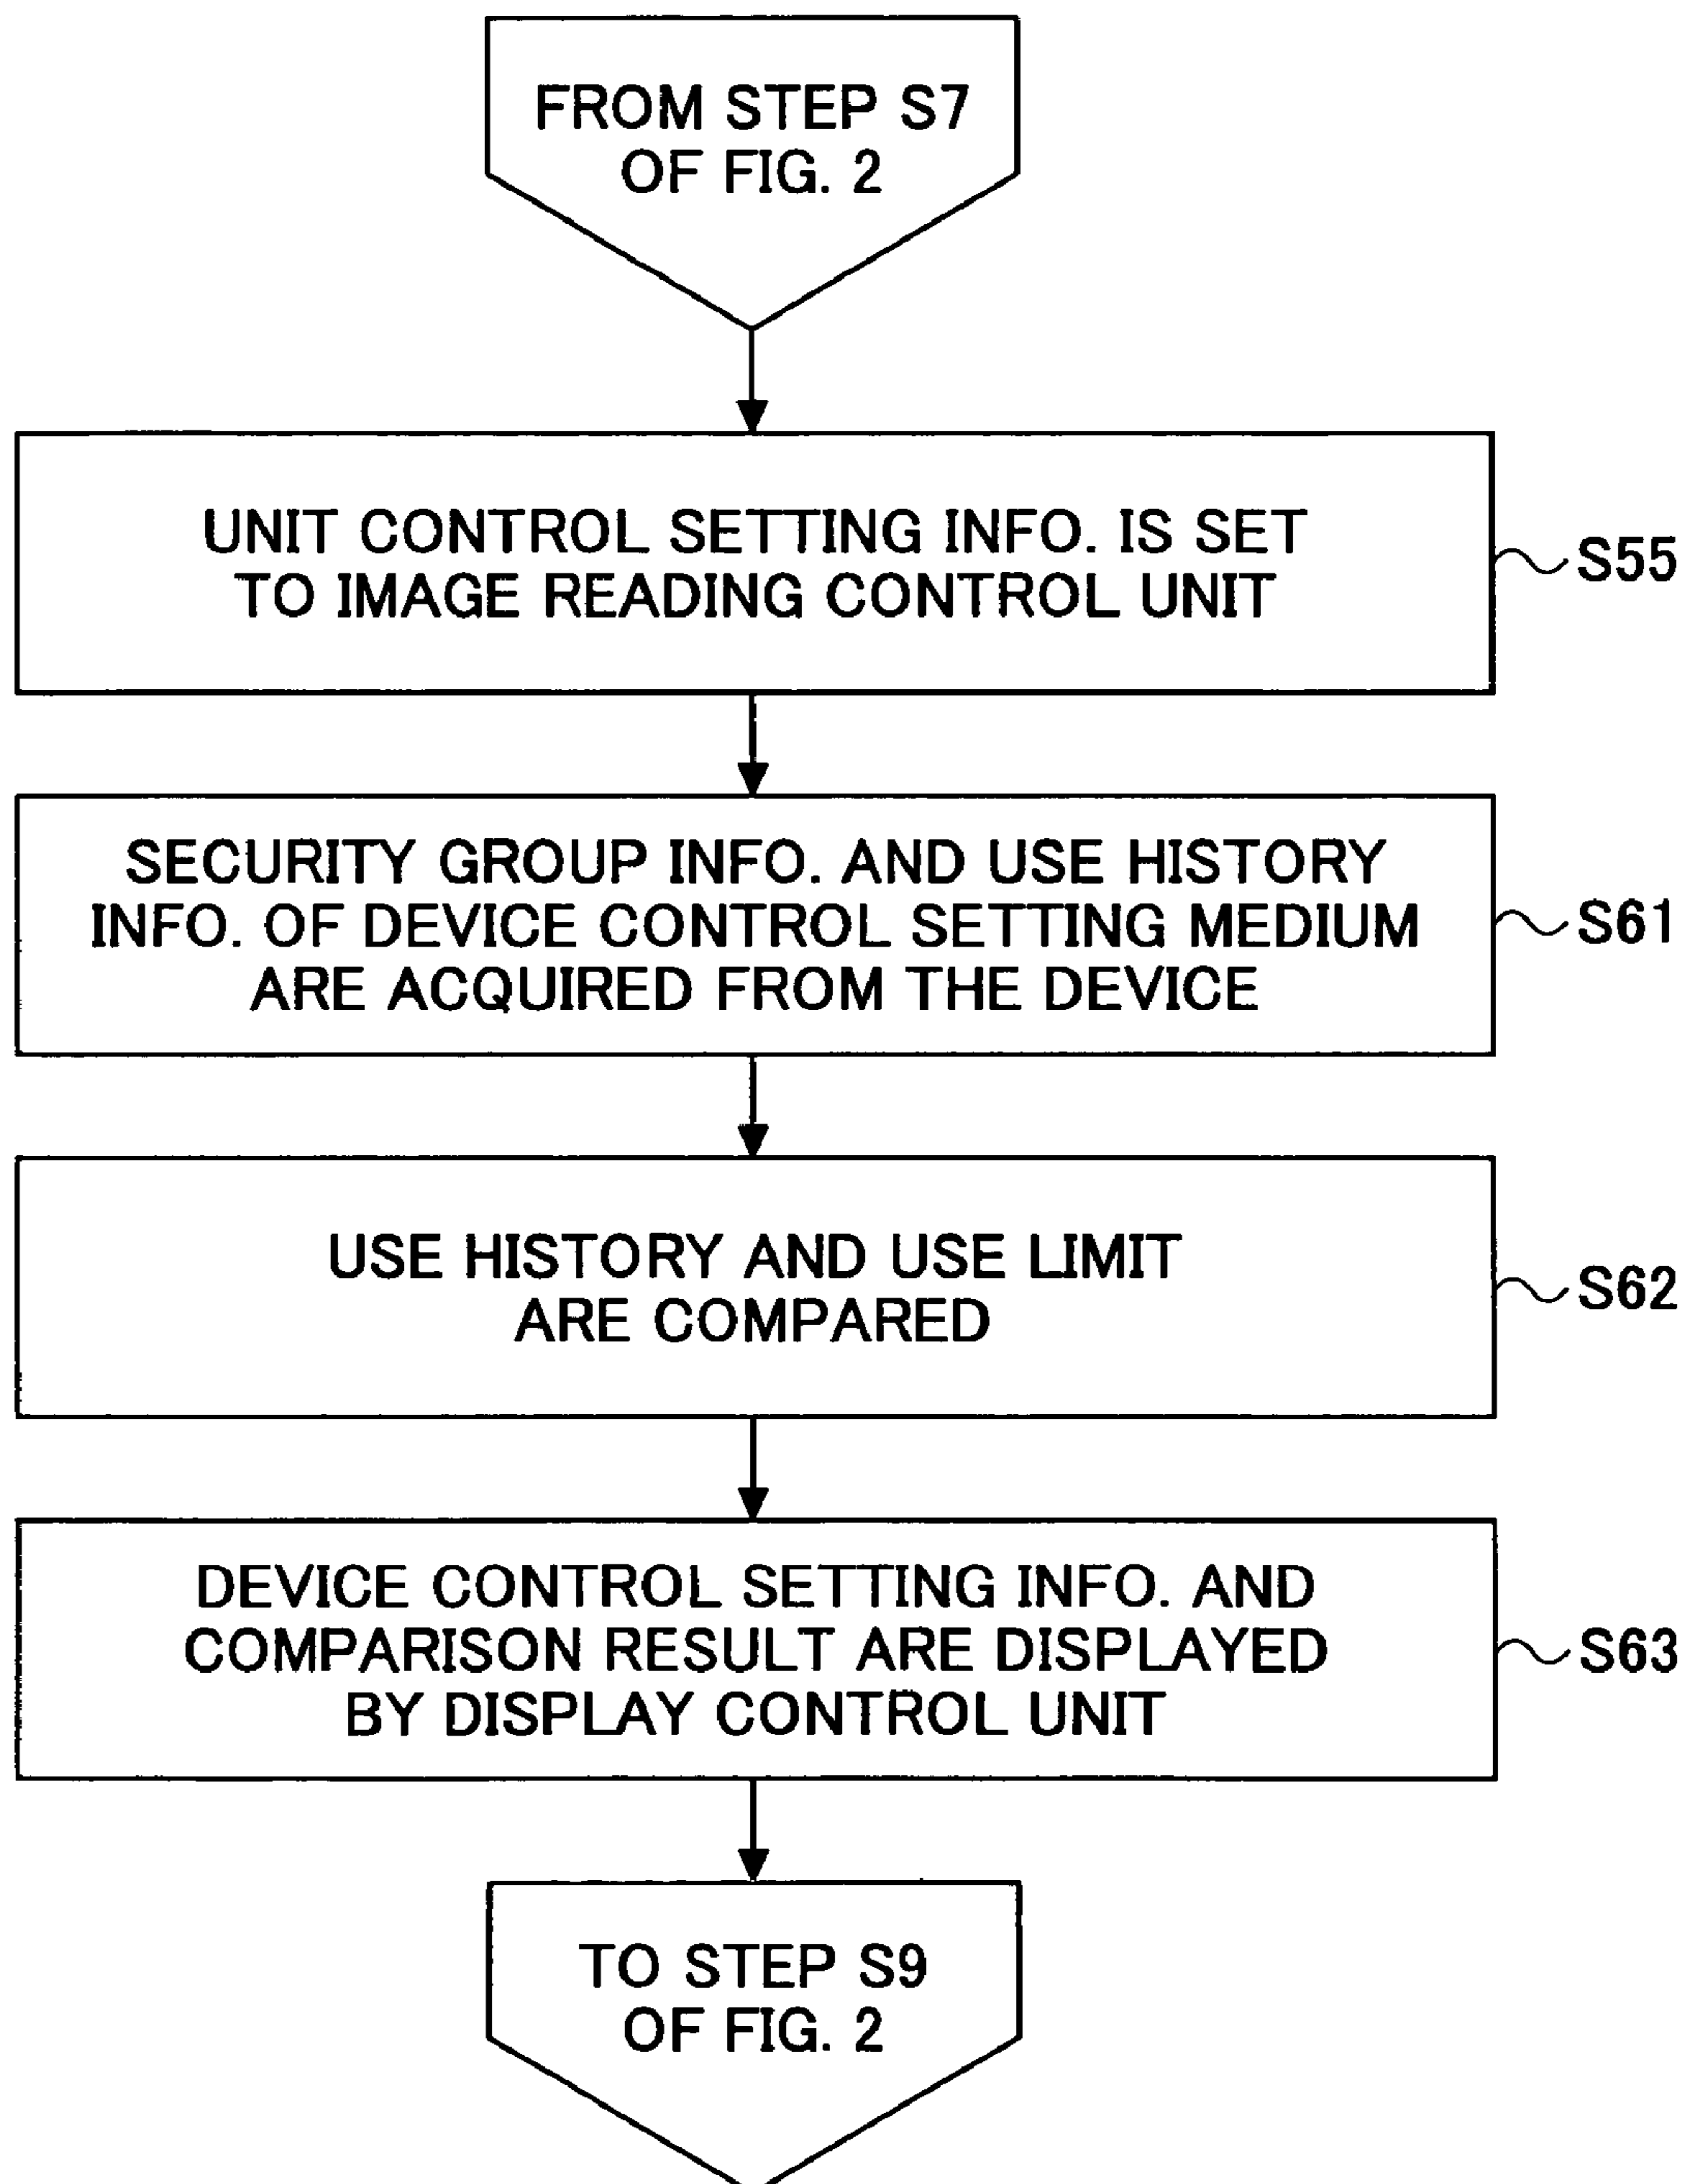 FROM STEP S7
OF FIG. 2
UNIT CONTROL SETTING INFO. IS SET
TO IMAGE READING CONTROL UNIT
S55
SECURITY GROUP INFO. AND USE HISTORY
INFO. OF DEVICE CONTROL SETTING MEDIUM
ARE ACQUIRED FROM THE DEVICE
S61
USE HISTORY AND USE LIMIT
ARE COMPARED
S62
DEVICE CONTROL SETTING INFO. AND
COMPARISON RESULT ARE DISPLAYED
BY DISPLAY CONTROL UNIT
S63
TO STEP S9
OF FIG. 2